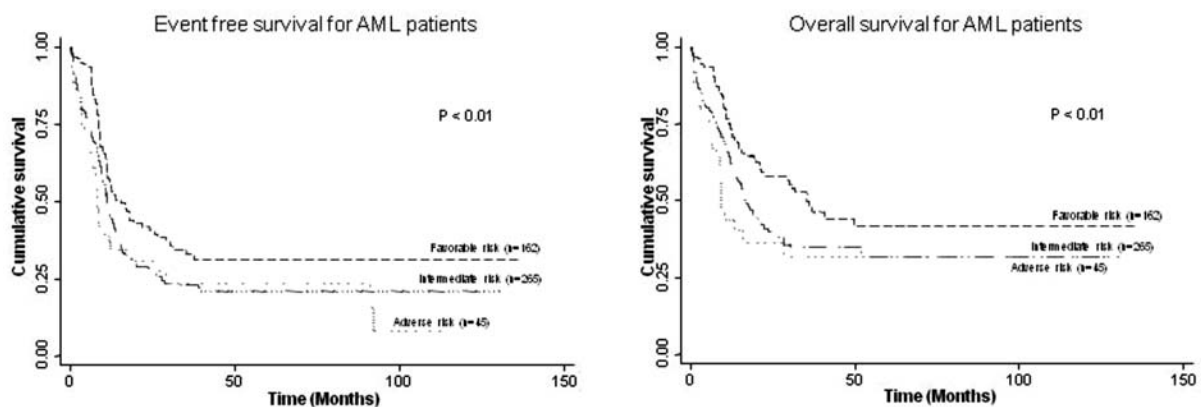 Event free survival for AML patients
Cumulative survival
1.00
0.75
0.50
0.25
0.00
P < 0.01
Favorable risk (n=162)
Intermediate risk (n=265)
Adverse risk (n=45)
0
50
100
150
Time (Months)
Overall survival for AML patients
Cumulative survival
1.00
0.75
0.50
0.25
0.00
P < 0.01
Favorable risk (n=162)
Intermediate risk (n=265)
Adverse risk (n=45)
0
50
100
150
Time (Months)